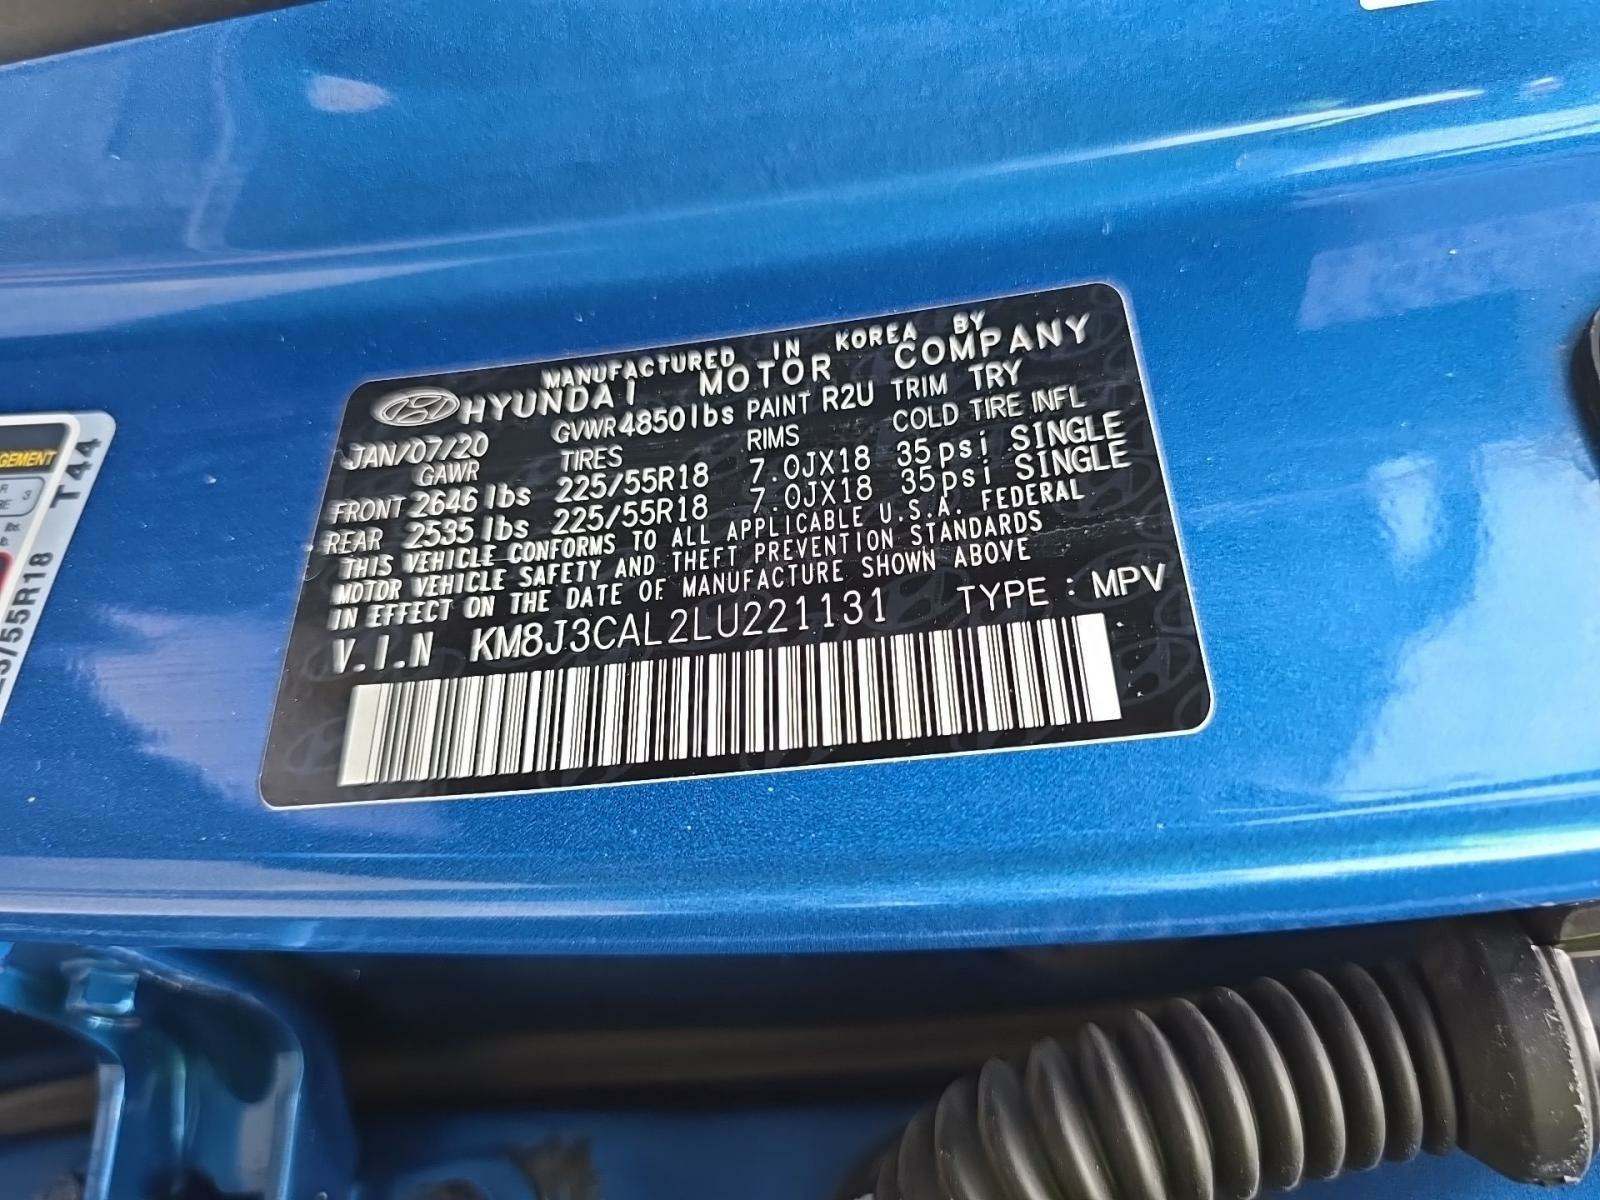 MANUFACTURED IN KOREA BY
HYUNDAI MOTOR COMPANY
JAN/07/20 GVWR 4850lbs PAINT R2U TRIM TRY
GAWR TIRES RIMS COLD TIRE INFL
FRONT 2646lbs 225/55R18 7.0JX18 35psi SINGLE
REAR 2535lbs 225/55R18 7.0JX18 35psi SINGLE
THIS VEHICLE CONFORMS TO ALL APPLICABLE U.S.A. FEDERAL
MOTOR VEHICLE SAFETY AND THEFT PREVENTION STANDARDS
IN EFFECT ON THE DATE OF MANUFACTURE SHOWN ABOVE
V.I.N KM8J3CAL2LU221131 TYPE : MPV
T44
3
lbs.